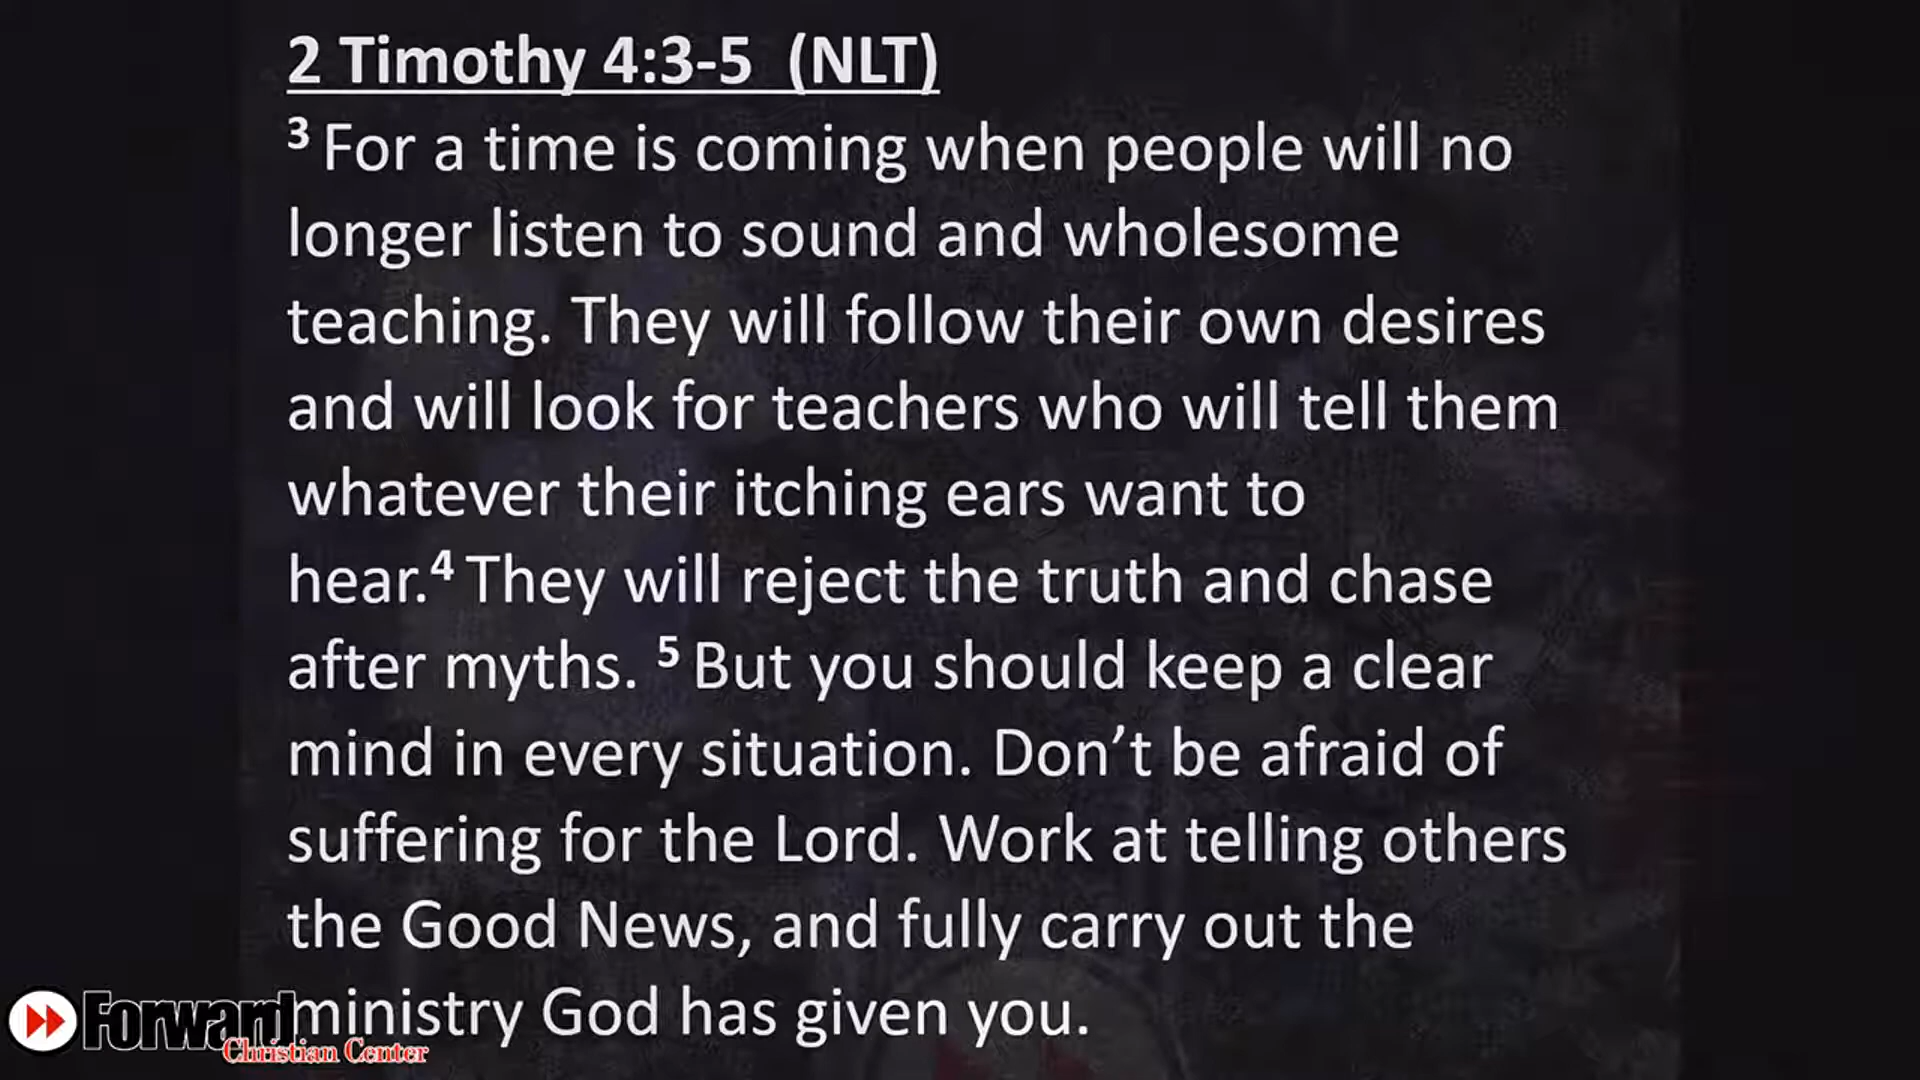 2 Timothy 4:3-5  (NLT)
3 For a time is coming when people will no
longer listen to sound and wholesome
teaching. They will follow their own desires
and will look for teachers who will tell them
whatever their itching ears want to
hear.4 They will reject the truth and chase
after myths. 5 But you should keep a clear
mind in every situation. Don’t be afraid of
suffering for the Lord. Work at telling others
the Good News, and fully carry out the
ministry God has given you.
Forward
Christian Center